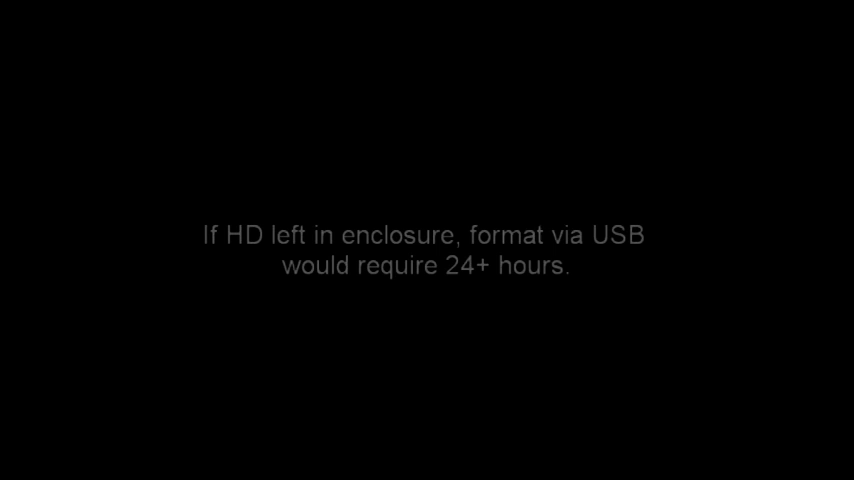 If HD left in enclosure, format via USB
would require 24+ hours.